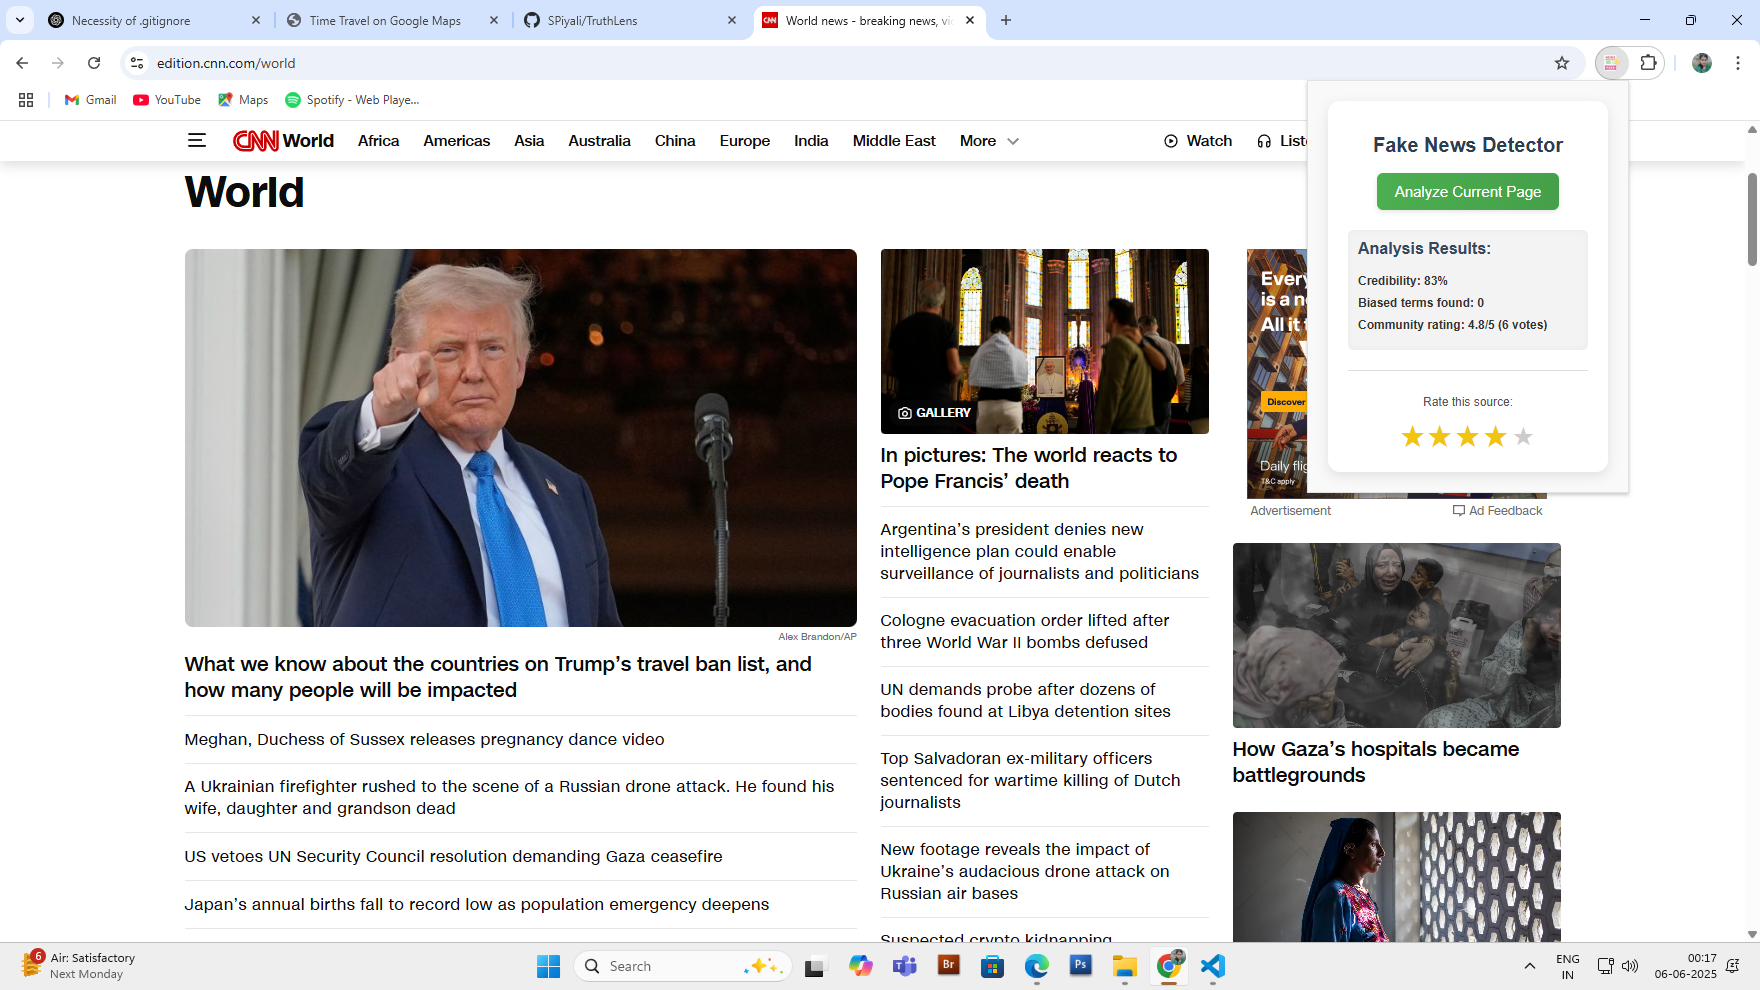 Necessity of .gitignore
Time Travel on Google Maps
SPiyali/TruthLens
CNN
World news - breaking news, vi
edition.cnn.com/world
Gmail
YouTube
Maps
Spotify - Web Playe...
CNN World
Africa
Americas
Asia
Australia
China
Europe
India
Middle East
More
Watch
Liste
World
Alex Brandon/AP
What we know about the countries on Trump’s travel ban list, and
how many people will be impacted
Meghan, Duchess of Sussex releases pregnancy dance video
A Ukrainian firefighter rushed to the scene of a Russian drone attack. He found his
wife, daughter and grandson dead
US vetoes UN Security Council resolution demanding Gaza ceasefire
Japan’s annual births fall to record low as population emergency deepens
GALLERY
In pictures: The world reacts to
Pope Francis’ death
Argentina’s president denies new
intelligence plan could enable
surveillance of journalists and politicians
Cologne evacuation order lifted after
three World War II bombs defused
UN demands probe after dozens of
bodies found at Libya detention sites
Top Salvadoran ex-military officers
sentenced for wartime killing of Dutch
journalists
New footage reveals the impact of
Ukraine’s audacious drone attack on
Russian air bases
Suspected crypto kidnapping
Every
is a n
All it t
Discover
Daily flig
T&C apply
Advertisement
Ad Feedback
How Gaza’s hospitals became
battlegrounds
Fake News Detector
Analyze Current Page
Analysis Results:
Credibility: 83%
Biased terms found: 0
Community rating: 4.8/5 (6 votes)
Rate this source:
6
Air: Satisfactory
Next Monday
Search
Br
Ps
ENG
IN
00:17
06-06-2025